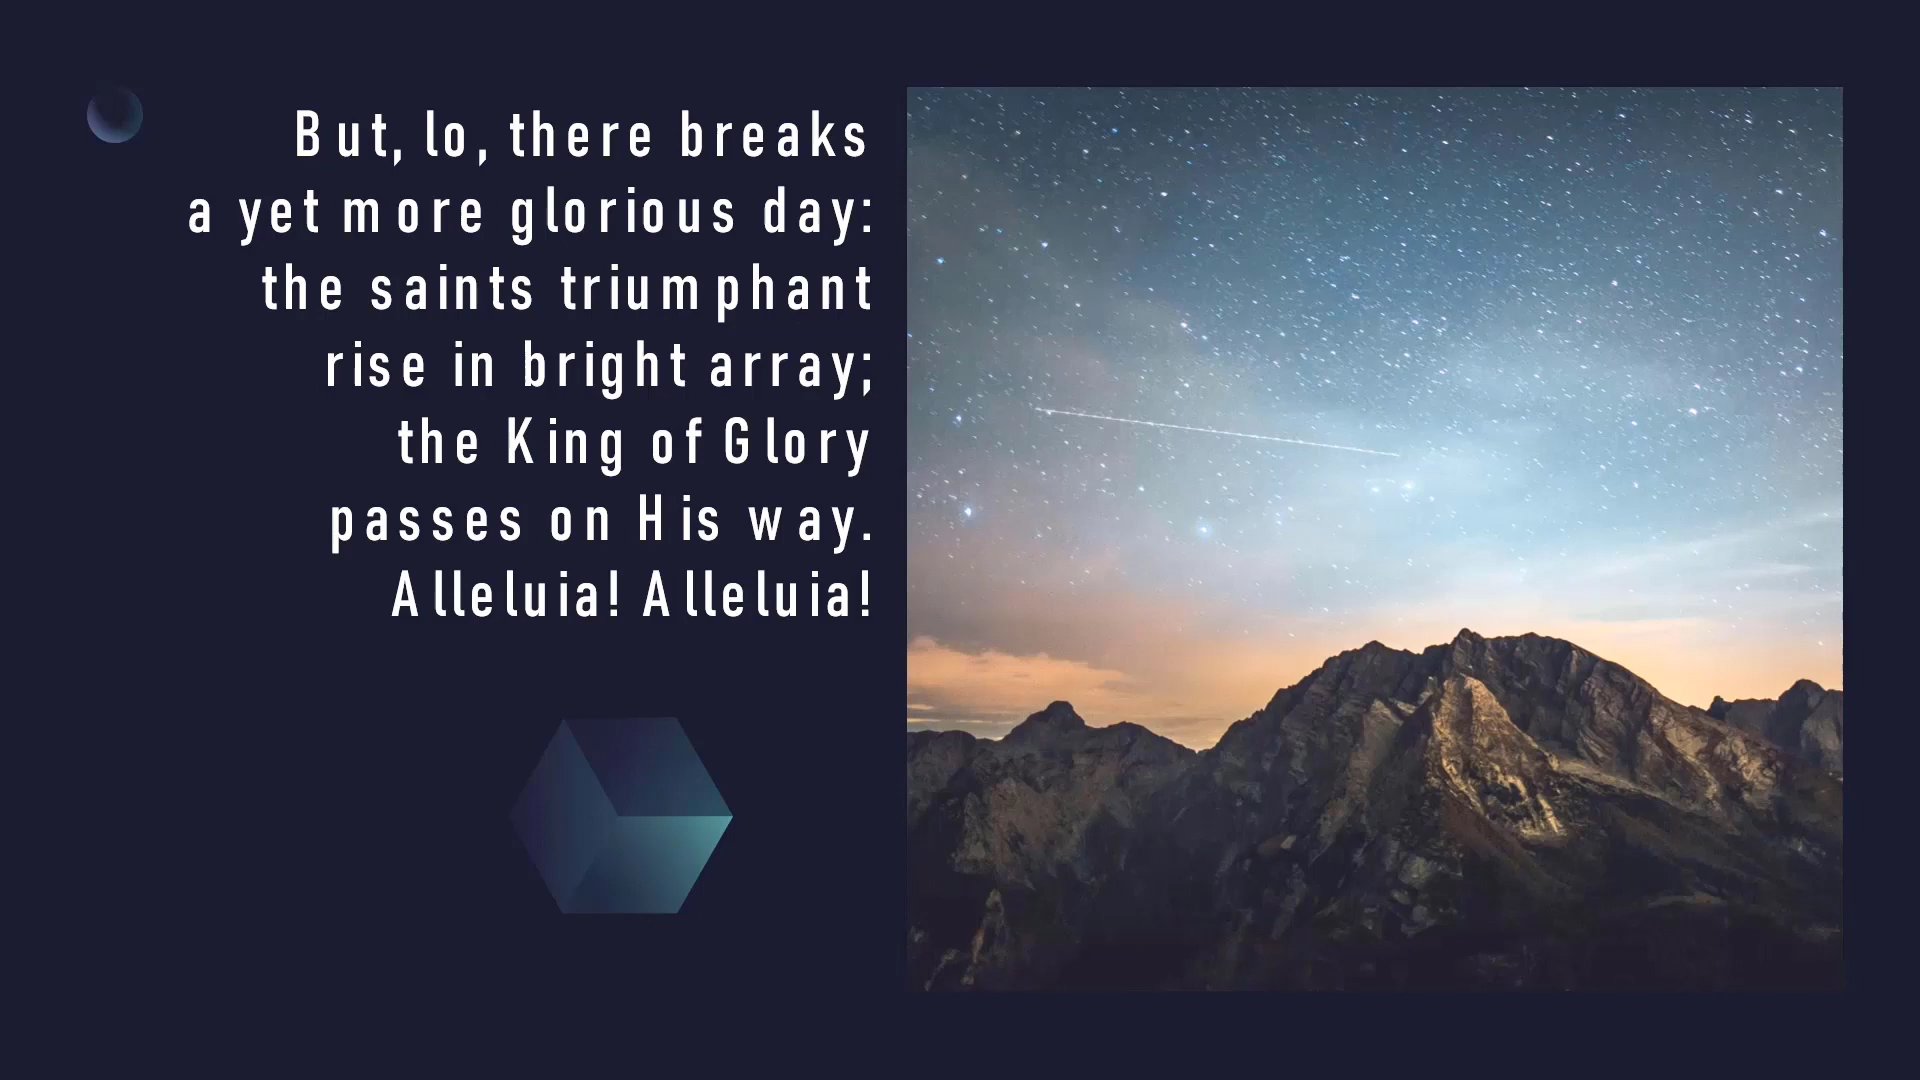 But, lo, there breaks
a yet more glorious day:
the saints triumphant
rise in bright array;
the King of Glory
passes on His way.
Alleluia! Alleluia!